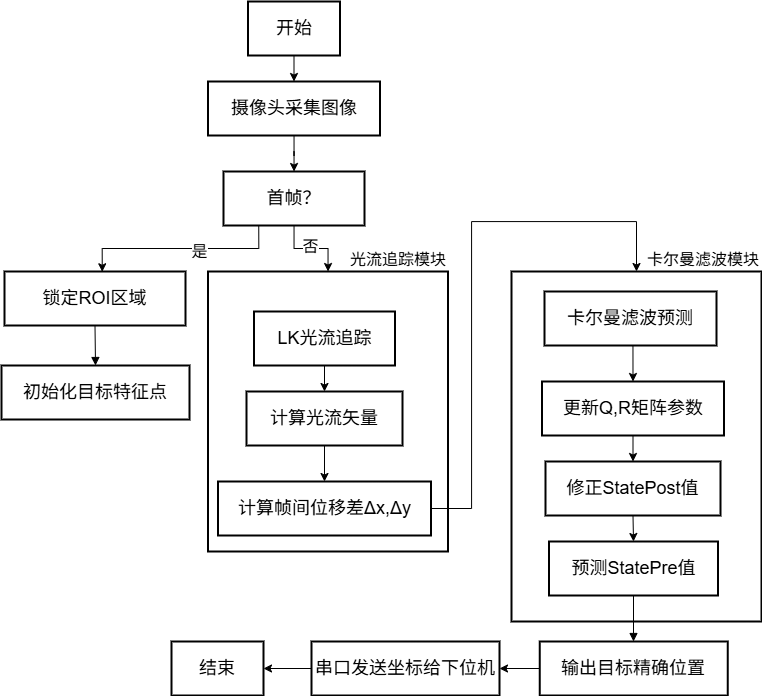 开始
摄像头采集图像
首帧?
是
否
锁定ROI区域
初始化目标特征点
光流追踪模块
LK光流追踪
计算光流矢量
计算帧间位移差Δx,Δy
卡尔曼滤波模块
卡尔曼滤波预测
更新Q,R矩阵参数
修正StatePost值
预测StatePre值
输出目标精确位置
串口发送坐标给下位机
结束